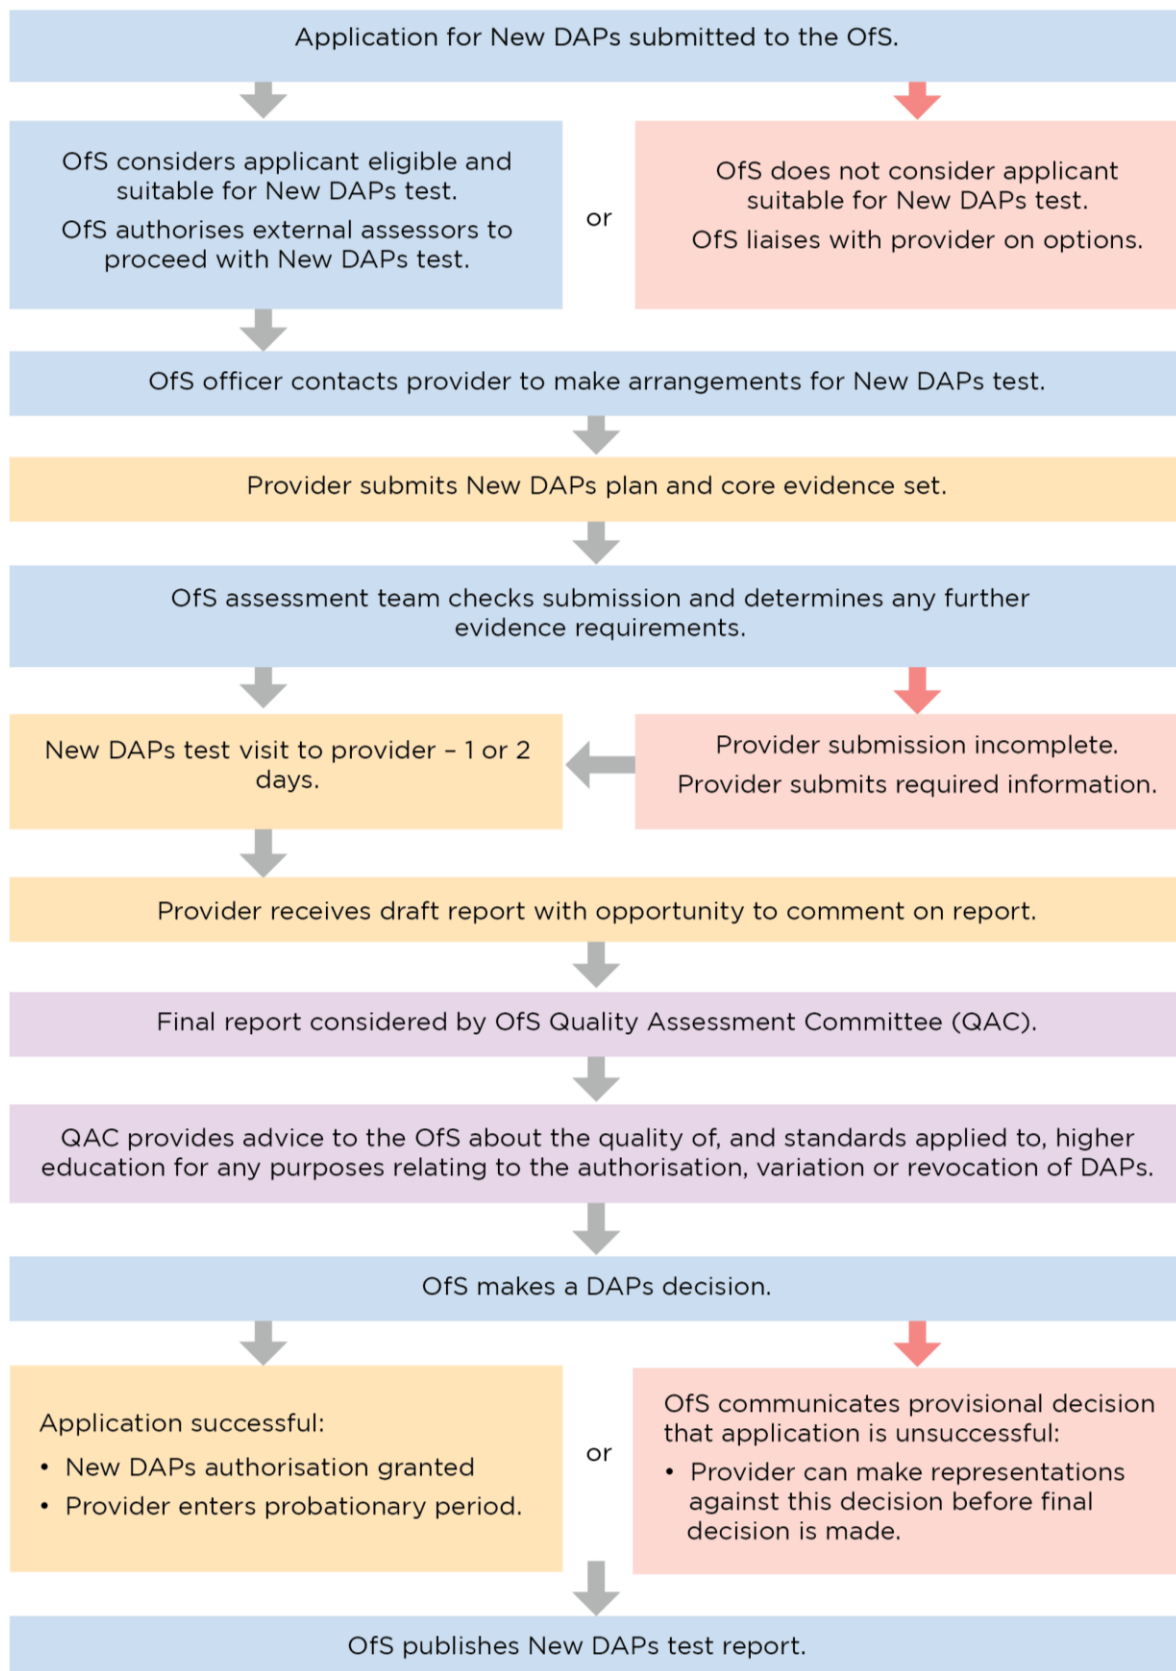 Application for New DAPs submitted to the OfS.
OfS considers applicant eligible and
suitable for New DAPs test.
OfS authorises external assessors to
proceed with New DAPs test.
or
OfS does not consider applicant
suitable for New DAPs test.
OfS liaises with provider on options.
OfS officer contacts provider to make arrangements for New DAPs test.
Provider submits New DAPs plan and core evidence set.
OfS assessment team checks submission and determines any further
evidence requirements.
New DAPs test visit to provider – 1 or 2
days.
Provider submission incomplete.
Provider submits required information.
Provider receives draft report with opportunity to comment on report.
Final report considered by OfS Quality Assessment Committee (QAC).
QAC provides advice to the OfS about the quality of, and standards applied to, higher
education for any purposes relating to the authorisation, variation or revocation of DAPs.
OfS makes a DAPs decision.
Application successful:
• New DAPs authorisation granted
• Provider enters probationary period.
or
OfS communicates provisional decision
that application is unsuccessful:
• Provider can make representations
against this decision before final
decision is made.
OfS publishes New DAPs test report.